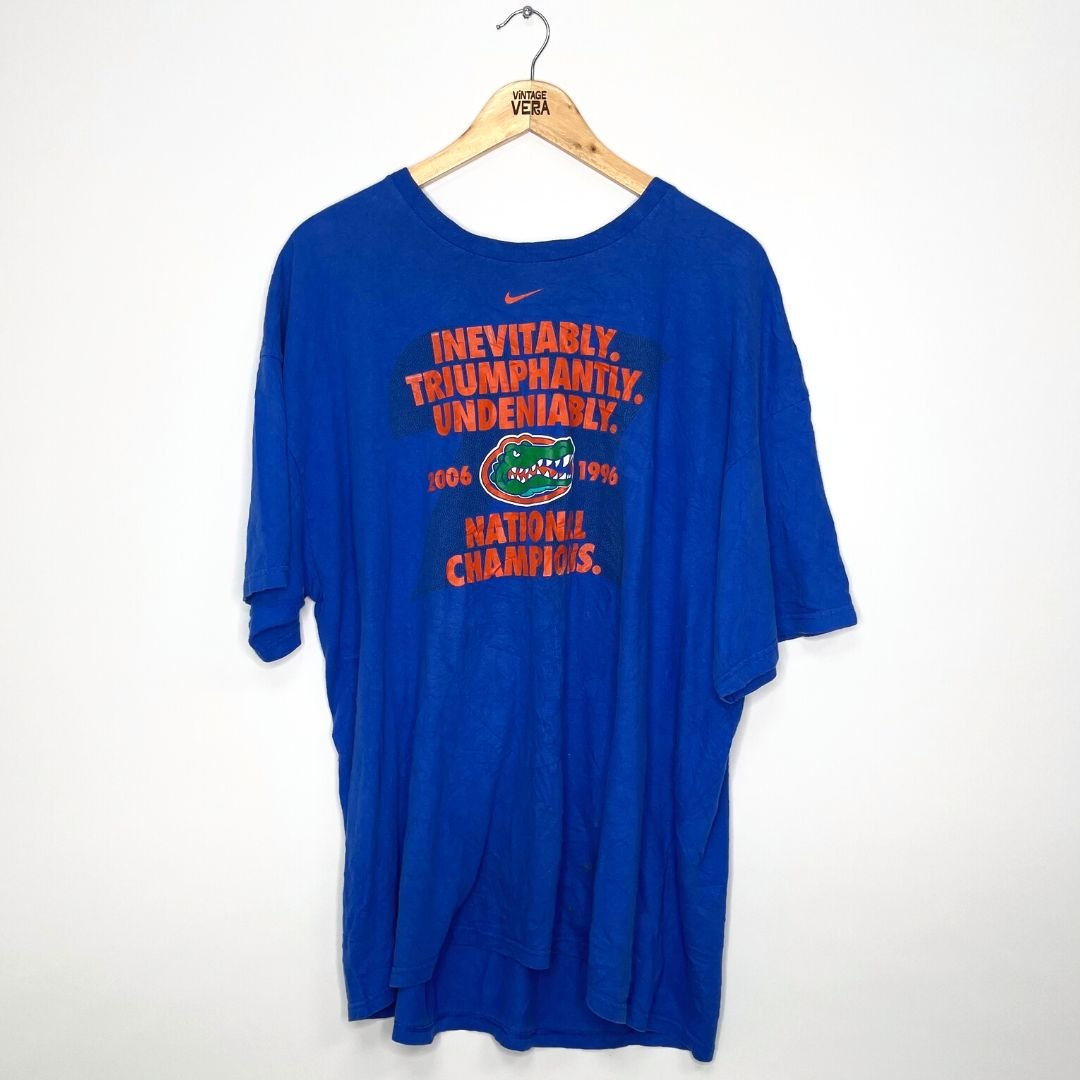 VINTAGE
VERA
INEVITABLY.
TRIUMPHANTLY.
UNDENIABLY.
2006 1996
NATIONAL
CHAMPIONS.